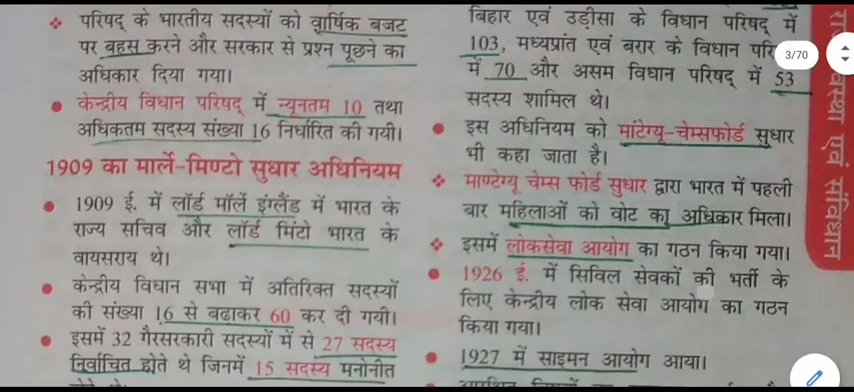 परिषद् के भारतीय सदस्यों को वार्षिक बजट
पर बहस करने और सरकार से प्रश्न पूछने का
अधिकार दिया गया।
केन्द्रीय विधान परिषद् में न्यूनतम 10 तथा
अधिकतम सदस्य संख्या 16 निर्धारित की गयी।
1909 का मार्ले-मिण्टो सुधार अधिनियम
1909 ई. में लॉर्ड मॉर्ले इंग्लैंड में भारत के
राज्य सचिव और लॉर्ड मिंटो भारत के
वायसराय थे।
केन्द्रीय विधान सभा में अतिरिक्त सदस्यों
की संख्या 16 से बढाकर 60 कर दी गयी।
इसमें 32 गैरसरकारी सदस्यों में से 27 सदस्य
निर्वाचित होते थे जिनमें 15 सदस्य मनोनीत
बिहार एवं उड़ीसा के विधान परिषद् में
103, मध्यप्रांत एवं बरार के विधान
में 70 और असम विधान परिषद् में 53
सदस्य शामिल थे।
इस अधिनियम को मांटेग्यू-चेम्सफोर्ड सुधार
भी कहा जाता है।
माण्टेग्यू चेम्स फोर्ड सुधार द्वारा भारत में पहली
बार महिलाओं को वोट का अधिकार मिला।
इसमें लोकसेवा आयोग का गठन किया गया।
1926 ई. में सिविल सेवकों की भर्ती के
लिए केन्द्रीय लोक सेवा आयोग का गठन
किया गया।
1927 में साइमन आयोग आया।
3/70
एवं संविधान